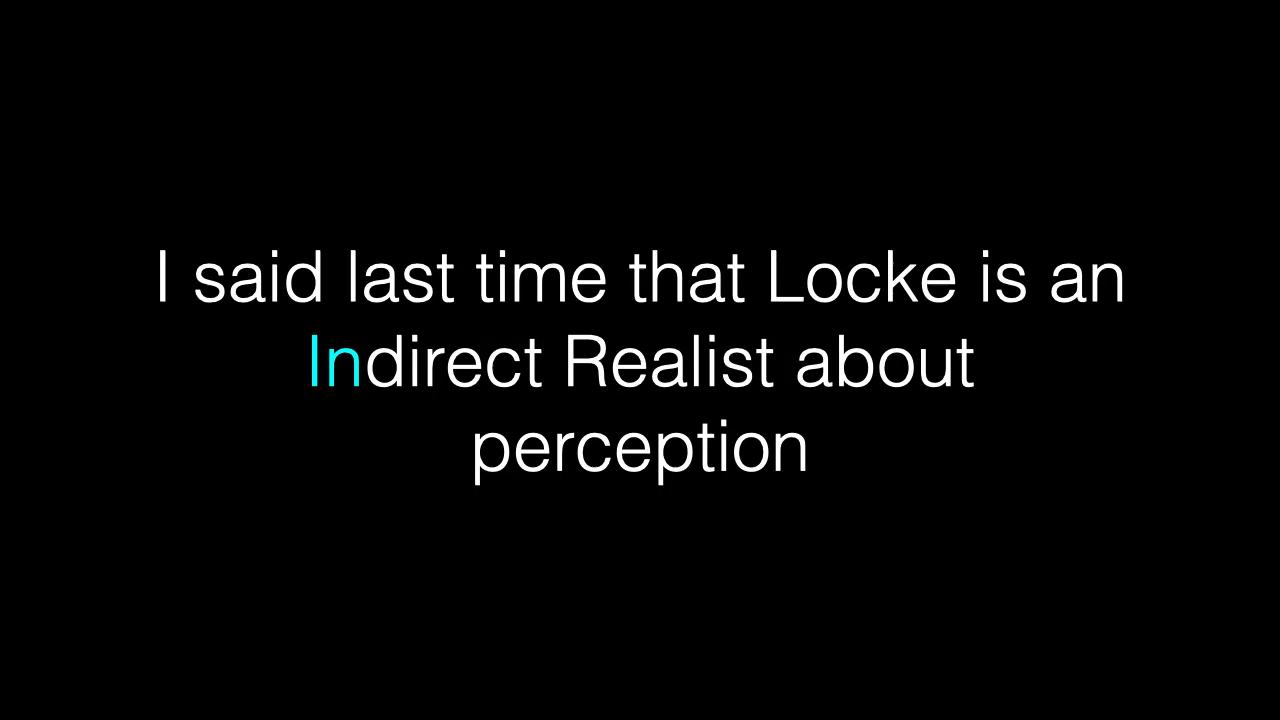 I said last time that Locke is an
Indirect Realist about
perception